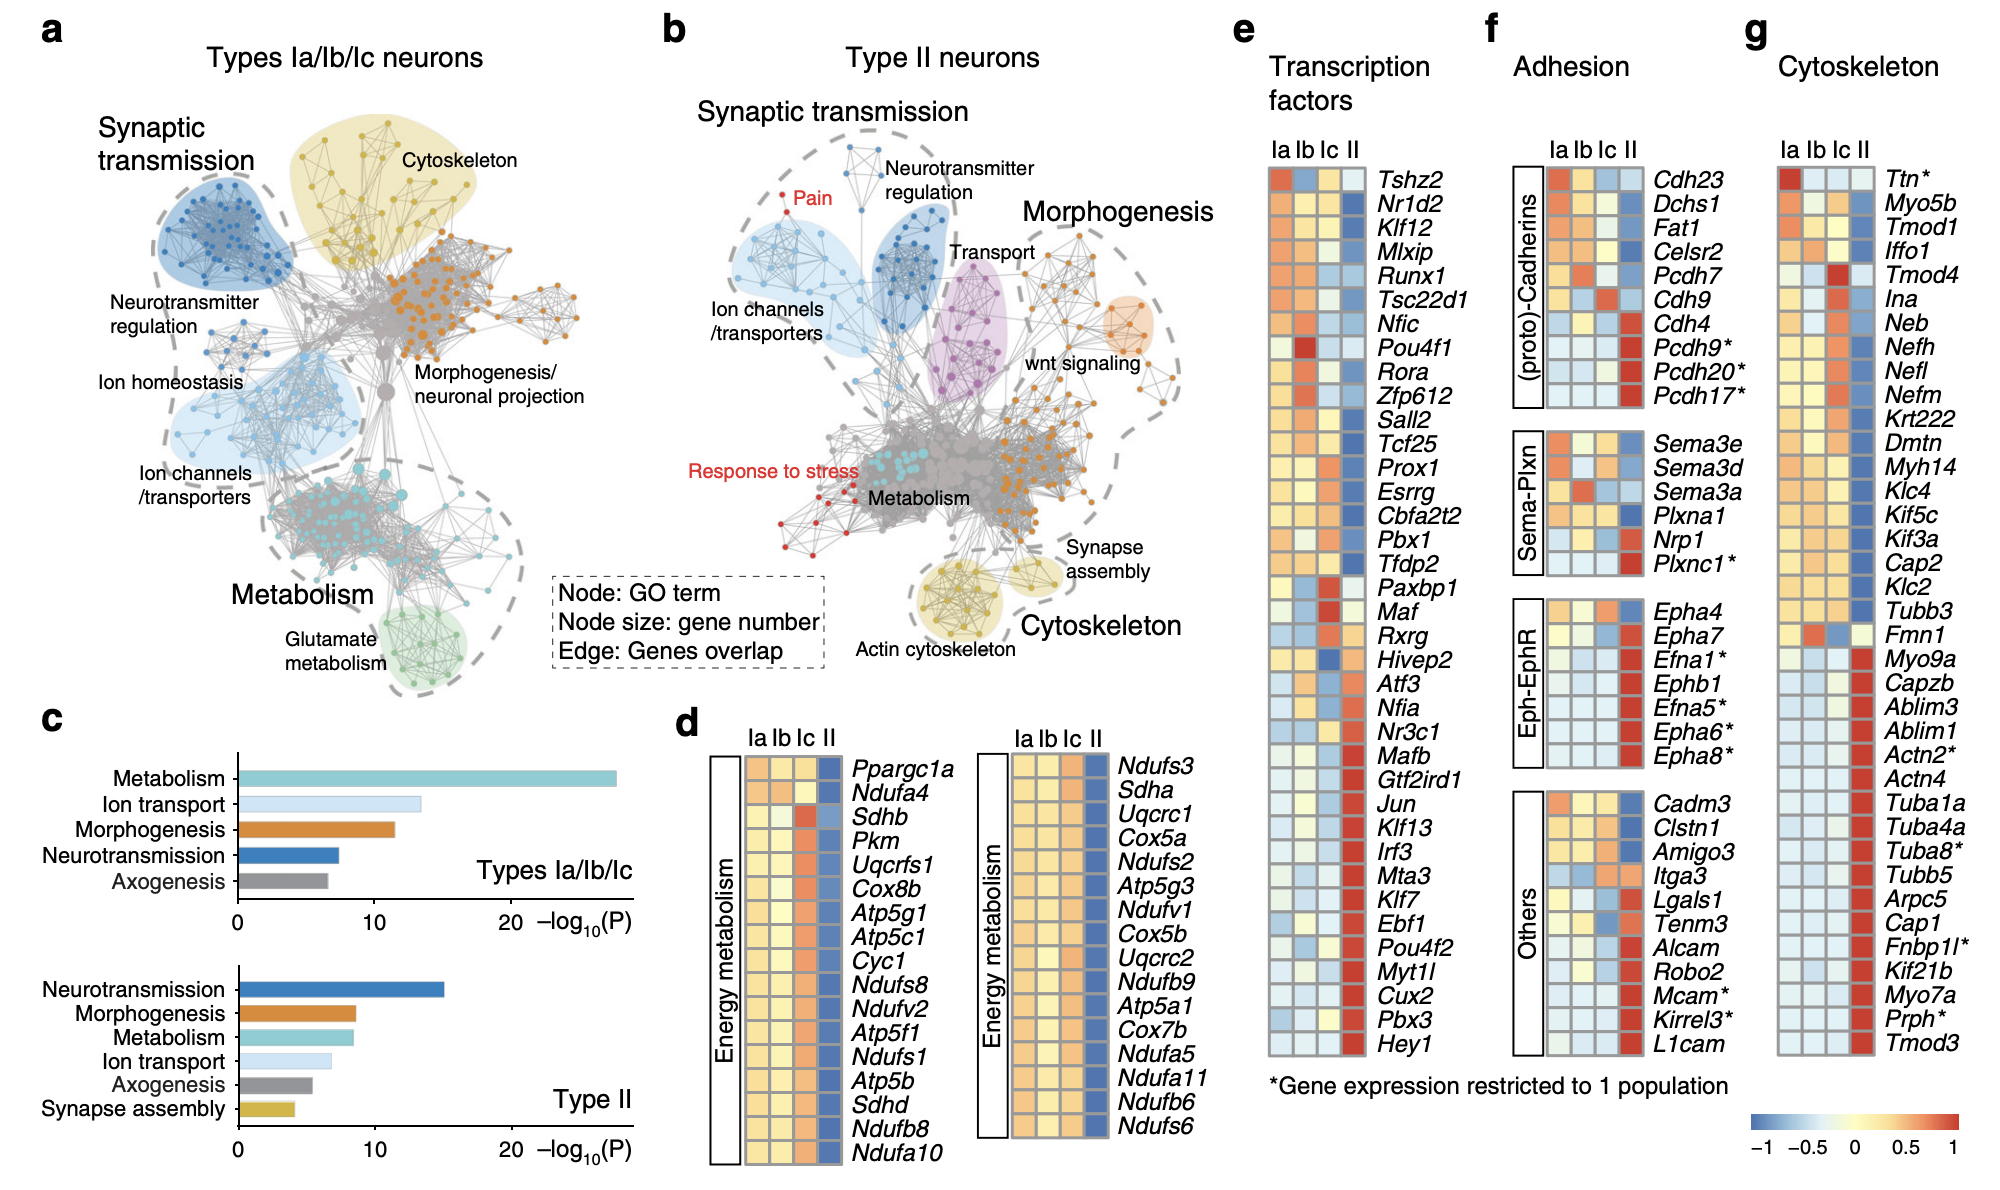 a
Types Ia/Ib/Ic neurons
Synaptic
transmission
Cytoskeleton
Neurotransmitter
regulation
Ion homeostasis
Morphogenesis/
neuronal projection
Ion channels
/transporters
Metabolism
Glutamate
metabolism
Node: GO term
Node size: gene number
Edge: Genes overlap
b
Type II neurons
Synaptic transmission
Neurotransmitter
regulation
Pain
Morphogenesis
Transport
Ion channels
/transporters
wnt signaling
Response to stress
Metabolism
Synapse
assembly
Cytoskeleton
Actin cytoskeleton
c
Metabolism
Ion transport
Morphogenesis
Neurotransmission
Axogenesis
Types Ia/Ib/Ic
0 10 20 –log10(P)
Neurotransmission
Morphogenesis
Metabolism
Ion transport
Axogenesis
Synapse assembly
Type II
0 10 20 –log10(P)
d
Ia Ib Ic II
Energy metabolism
Ppargc1a
Ndufa4
Sdhb
Pkm
Uqcrfs1
Cox8b
Atp5g1
Atp5c1
Cyc1
Ndufs8
Ndufv2
Atp5f1
Ndufs1
Atp5b
Sdhd
Ndufb8
Ndufa10
Ia Ib Ic II
Energy metabolism
Ndufs3
Sdha
Uqcrc1
Cox5a
Ndufs2
Atp5g3
Ndufv1
Cox5b
Uqcrc2
Ndufb9
Atp5a1
Cox7b
Ndufa5
Ndufa11
Ndufb6
Ndufs6
e
Transcription
factors
Ia Ib Ic II
Tshz2
Nr1d2
Klf12
Mlxip
Runx1
Tsc22d1
Nfic
Pou4f1
Rora
Zfp612
Sall2
Tcf25
Prox1
Esrrg
Cbfa2t2
Pbx1
Tfdp2
Paxbp1
Maf
Rxrg
Hivep2
Atf3
Nfia
Nr3c1
Mafb
Gtf2ird1
Jun
Klf13
Irf3
Mta3
Klf7
Ebf1
Pou4f2
Myt1l
Cux2
Pbx3
Hey1
f
Adhesion
Ia Ib Ic II
(proto)-Cadherins
Cdh23
Dchs1
Fat1
Celsr2
Pcdh7
Cdh9
Cdh4
Pcdh9*
Pcdh20*
Pcdh17*
Sema-Plxn
Sema3e
Sema3d
Sema3a
Plxna1
Nrp1
Plxnc1*
Eph-EphR
Epha4
Epha7
Efna1*
Ephb1
Efna5*
Epha6*
Epha8*
Others
Cadm3
Clstn1
Amigo3
Itga3
Lgals1
Tenm3
Alcam
Robo2
Mcam*
Kirrel3*
L1cam
g
Cytoskeleton
Ia Ib Ic II
Ttn*
Myo5b
Tmod1
Iffo1
Tmod4
Ina
Neb
Nefh
Nefl
Nefm
Krt222
Dmtn
Myh14
Klc4
Kif5c
Kif3a
Cap2
Klc2
Tubb3
Fmn1
Myo9a
Capzb
Ablim3
Ablim1
Actn2*
Actn4
Tuba1a
Tuba4a
Tuba8*
Tubb5
Arpc5
Cap1
Fnbp1l*
Kif21b
Myo7a
Prph*
Tmod3
*Gene expression restricted to 1 population
−1 −0.5 0 0.5 1